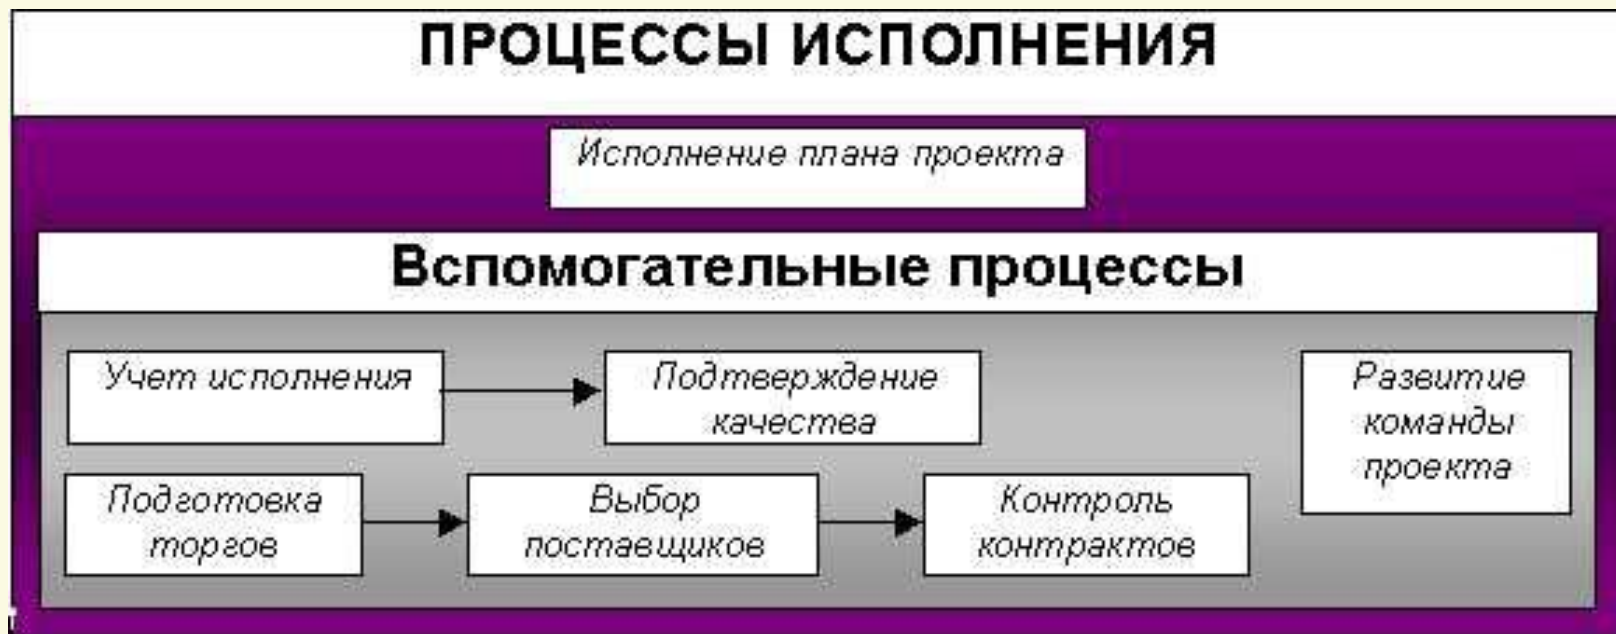 ПРОЦЕССЫ ИСПОЛНЕНИЯ
Исполнение плана проекта
Вспомогательные процессы
Учет исполнения
Подтверждение
качества
Развитие
команды
проекта
Подготовка
торгов
Выбор
поставщиков
Контроль
контрактов